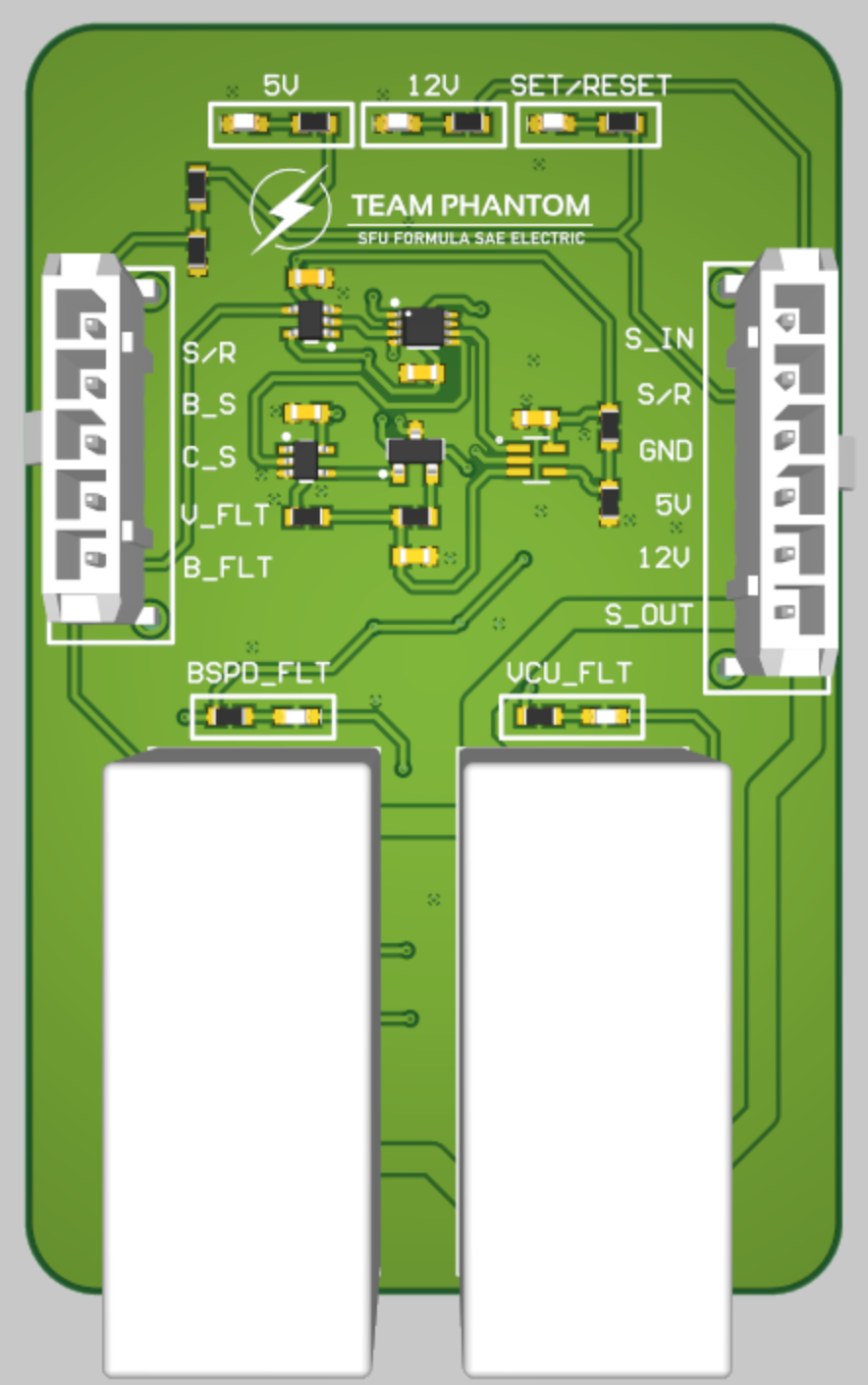 5V 12V SET/RESET
TEAM PHANTOM
SFU FORMULA SAE ELECTRIC
S/R
B_S
C_S
V_FLT
B_FLT
S_IN
S/R
GND
5V
12V
S_OUT
BSPD_FLT VCU_FLT